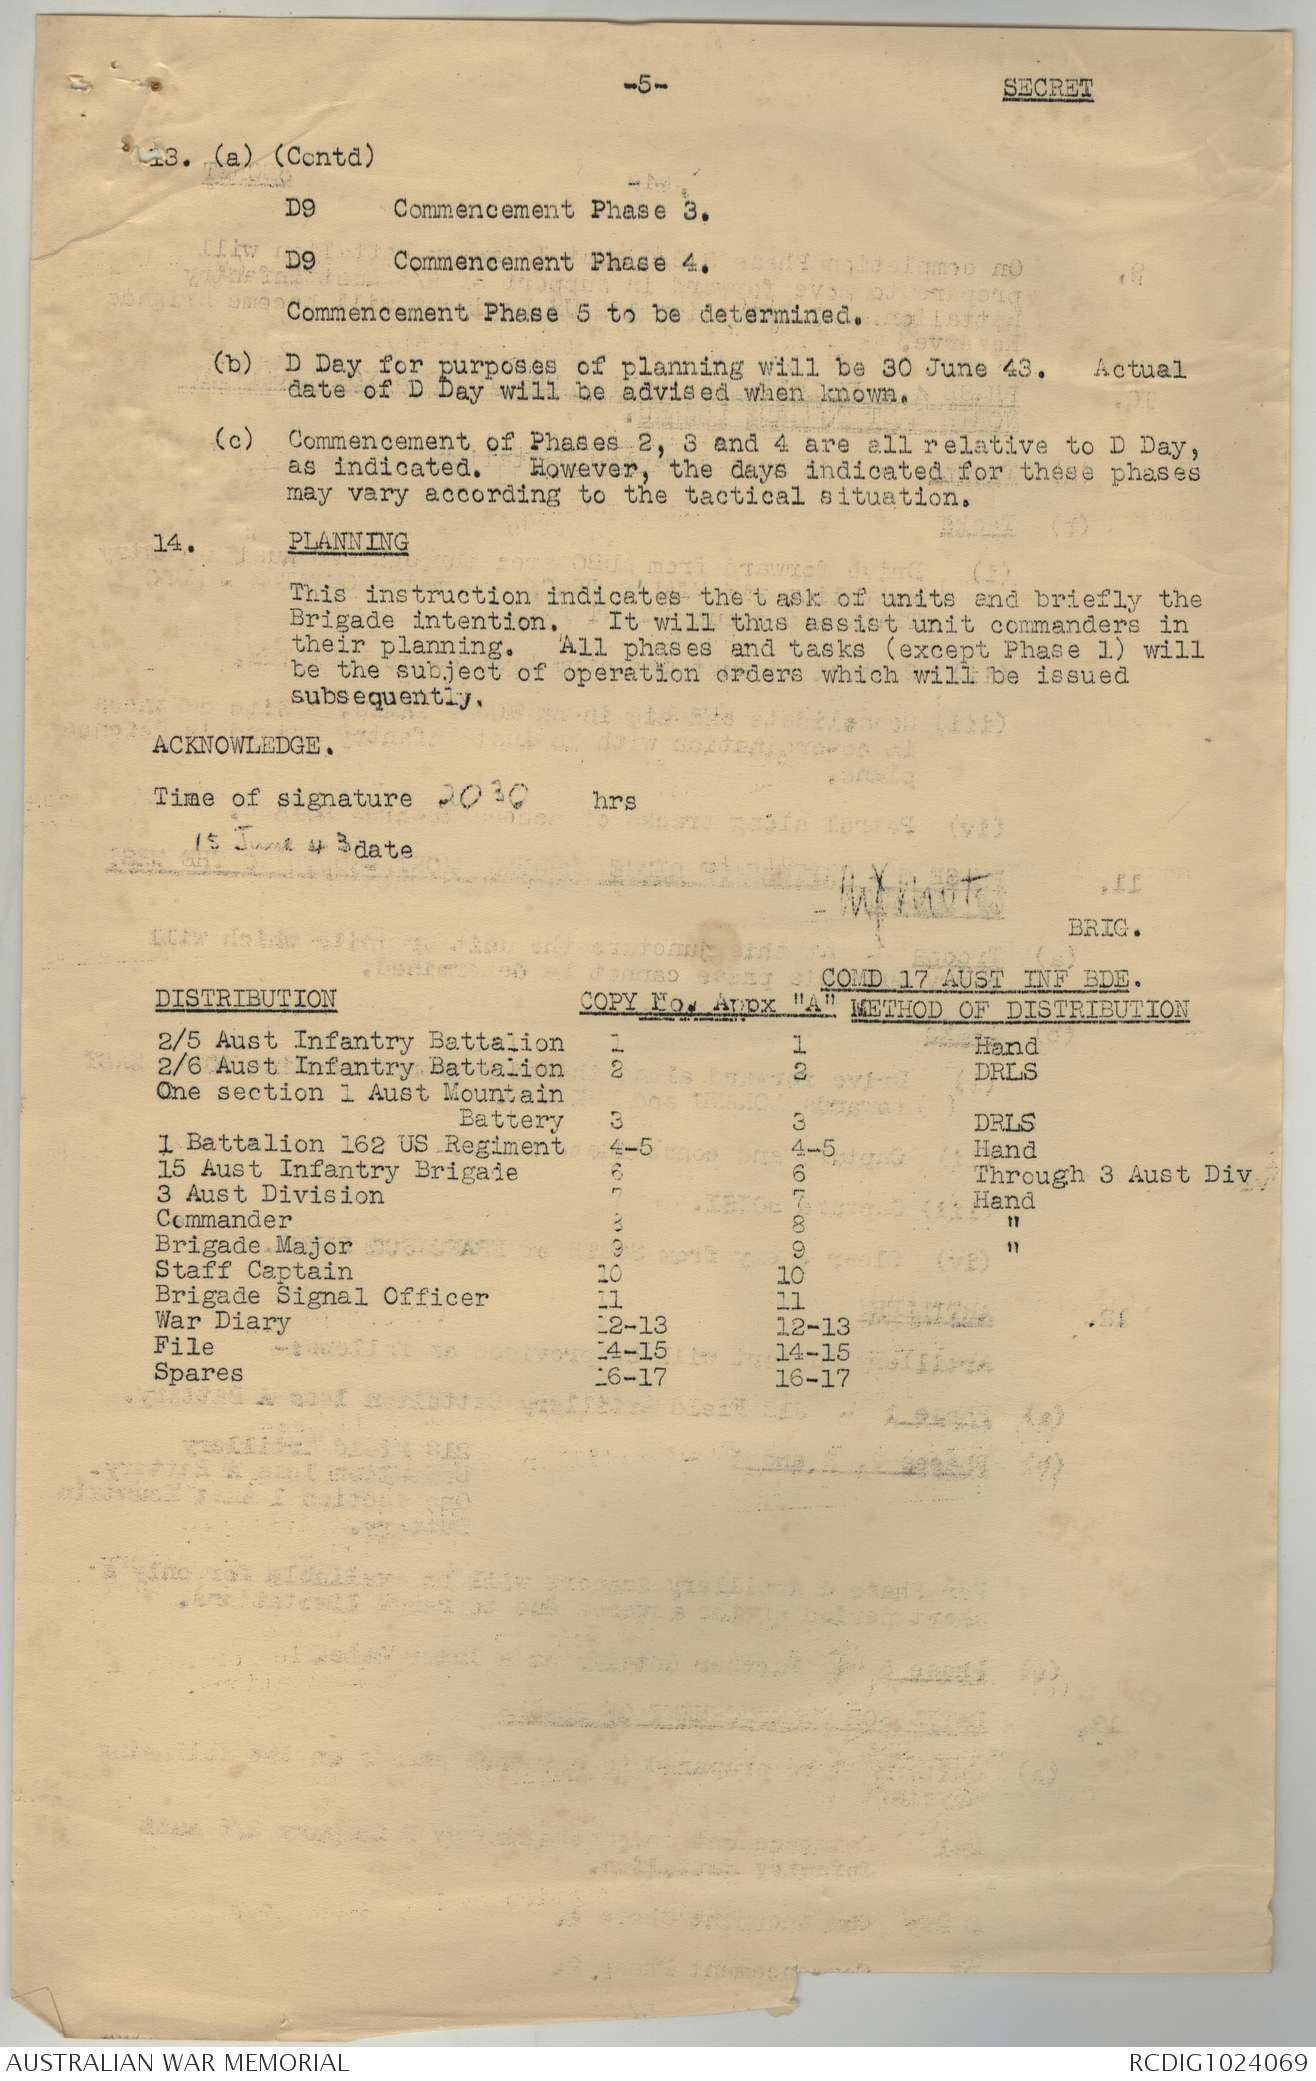 -5-
SECRET
13. (a) (Contd)
D9 Commencement Phase 3.
D9 Commencement Phase 4.
Commencement Phase 5 to be determined.
(b) D Day for purposes of planning will be 30 June 43. Actual
date of D Day will be advised when known.
(c) Commencement of Phases 2, 3 and 4 are all relative to D Day,
as indicated. However, the days indicated for these phases
may vary according to the tactical situation.
14. PLANNING
This instruction indicates the task of units and briefly the
Brigade intention. It will thus assist unit commanders in
their planning. All phases and tasks (except Phase 1) will
be the subject of operation orders which will be issued
subsequently.
ACKNOWLEDGE.
Time of signature 2030 hrs
15 June 43 date
BRIG.
COMD 17 AUST INF BDE.
DISTRIBUTION COPY No. Appx "A" METHOD OF DISTRIBUTION
2/5 Aust Infantry Battalion 1 1 Hand
2/6 Aust Infantry Battalion 2 2 DRLS
One section 1 Aust Mountain
Battery 3 3 DRLS
1 Battalion 162 US Regiment 4-5 4-5 Hand
15 Aust Infantry Brigade 6 6 Through 3 Aust Div
3 Aust Division 7 7 Hand
Commander 8 8 "
Brigade Major 9 9 "
Staff Captain 10 10
Brigade Signal Officer 11 11
War Diary 12-13 12-13
File 14-15 14-15
Spares 16-17 16-17
AUSTRALIAN WAR MEMORIAL
RCDIG1024069